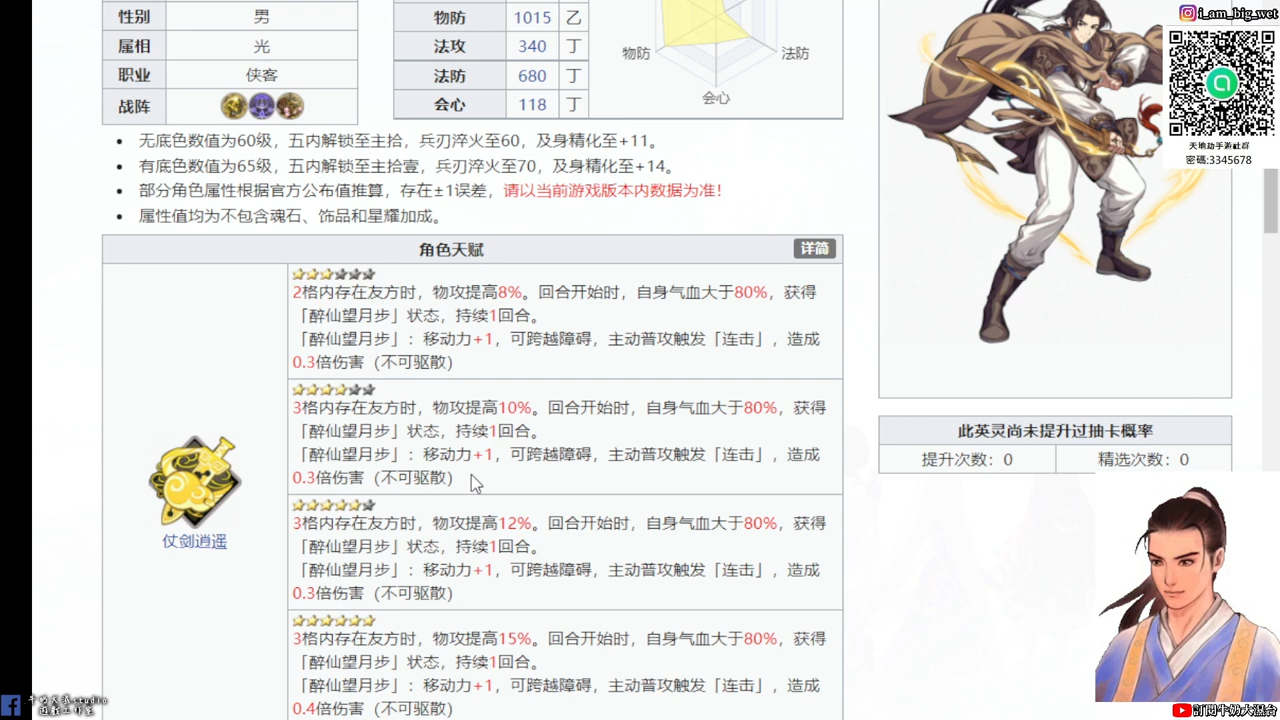 性别 男
属相 光
职业 侠客
战阵
物防 1015 乙
法攻 340 丁
法防 680 丁
会心 118 丁
物防
法防
会心
i_am_big_wet
天地劫手游社群
密碼:3345678
• 无底色数值为60级，五内解锁至主拾，兵刃淬火至60，及身精化至+11。
• 有底色数值为65级，五内解锁至主拾壹，兵刃淬火至70，及身精化至+14。
• 部分角色属性根据官方公布值推算，存在±1误差，请以当前游戏版本内数据为准！
• 属性值均为不包含魂石、饰品和星耀加成。
角色天赋
详简
仗剑逍遥
2格内存在友方时，物攻提高8%。回合开始时，自身气血大于80%，获得
「醉仙望月步」状态，持续1回合。
「醉仙望月步」：移动力+1，可跨越障碍，主动普攻触发「连击」，造成
0.3倍伤害（不可驱散）
3格内存在友方时，物攻提高10%。回合开始时，自身气血大于80%，获得
「醉仙望月步」状态，持续1回合。
「醉仙望月步」：移动力+1，可跨越障碍，主动普攻触发「连击」，造成
0.3倍伤害（不可驱散）
3格内存在友方时，物攻提高12%。回合开始时，自身气血大于80%，获得
「醉仙望月步」状态，持续1回合。
「醉仙望月步」：移动力+1，可跨越障碍，主动普攻触发「连击」，造成
0.3倍伤害（不可驱散）
3格内存在友方时，物攻提高15%。回合开始时，自身气血大于80%，获得
「醉仙望月步」状态，持续1回合。
「醉仙望月步」：移动力+1，可跨越障碍，主动普攻触发「连击」，造成
0.4倍伤害（不可驱散）
此英灵尚未提升过抽卡概率
提升次数：0 精选次数：0
studio
遊戲工作室
訂閱牛奶大混合